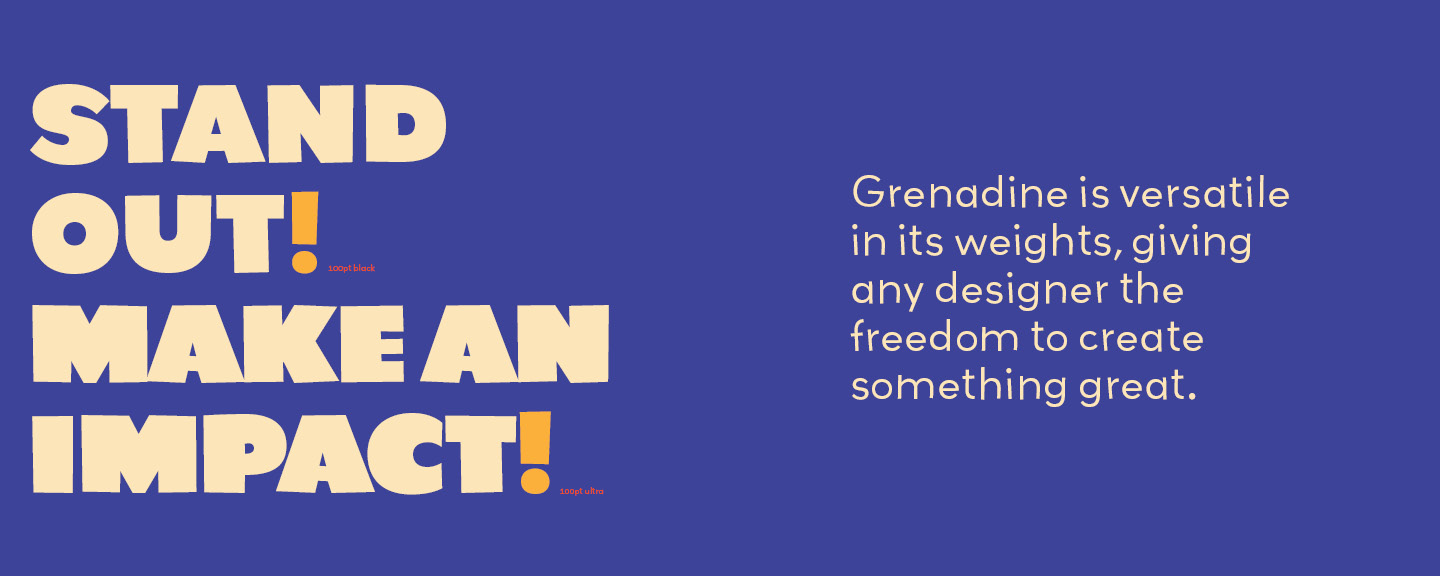 STAND
OUT!
100pt black
MAKE AN
IMPACT!
100pt ultra
Grenadine is versatile
in its weights, giving
any designer the
freedom to create
something great.